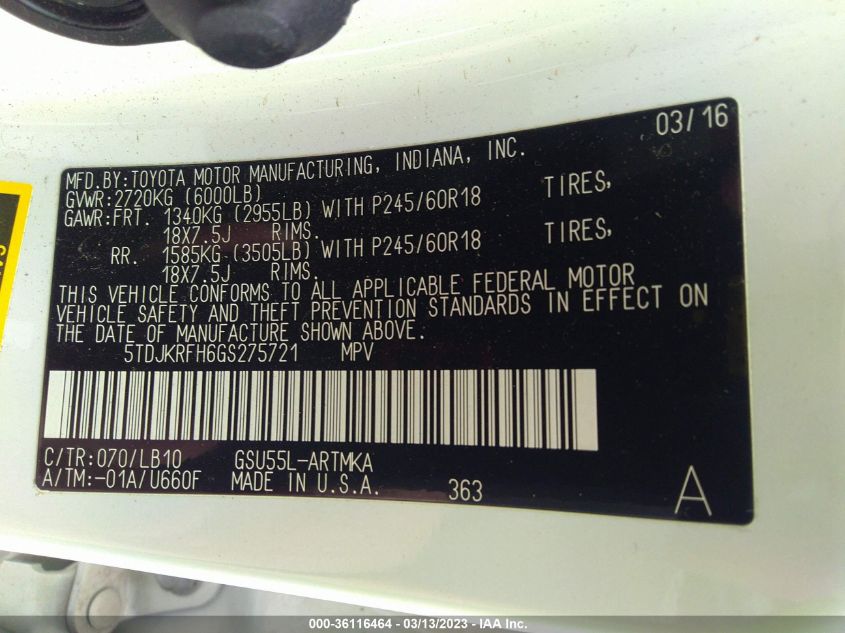 03/16
MFD.BY:TOYOTA MOTOR MANUFACTURING, INDIANA, INC.
GVWR:2720KG (6000LB)
GAWR:FRT. 1340KG (2955LB) WITH P245/60R18 TIRES,
18X7.5J RIMS.
RR. 1585KG (3505LB) WITH P245/60R18 TIRES,
18X7.5J RIMS.
THIS VEHICLE CONFORMS TO ALL APPLICABLE FEDERAL MOTOR
VEHICLE SAFETY AND THEFT PREVENTION STANDARDS IN EFFECT ON
THE DATE OF MANUFACTURE SHOWN ABOVE.
5TDJKRFH6GS275721 MPV
C/TR:070/LB10 GSU55L-ARTMKA
A/TM:-01A/U660F MADE IN U.S.A. 363 A
000-36116464 - 03/13/2023 - IAA, Inc.